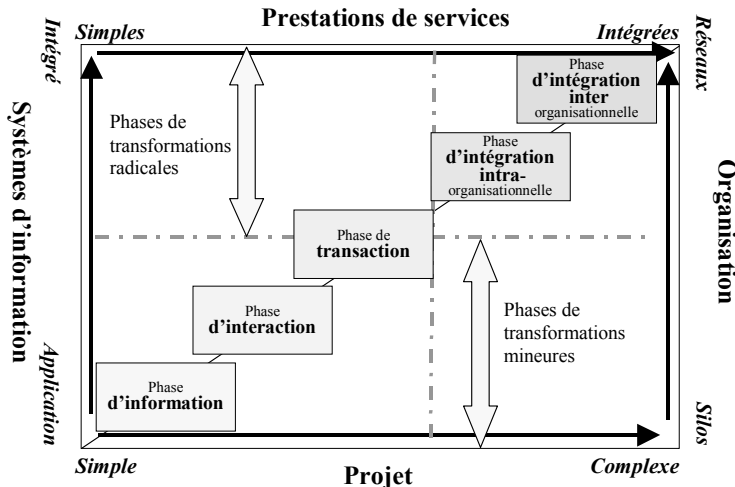 Prestations de services
Simples
Intégrées
Intégré
Réseaux
Phase
d'intégration
inter
organisationnelle
Phases de
transformations
radicales
Phase
d'intégration
intra-
organisationnelle
Systèmes d'information
Organisation
Phase de
transaction
Phase
d'interaction
Phases de
transformations
mineures
Phase
d'information
Application
Silos
Simple
Projet
Complexe